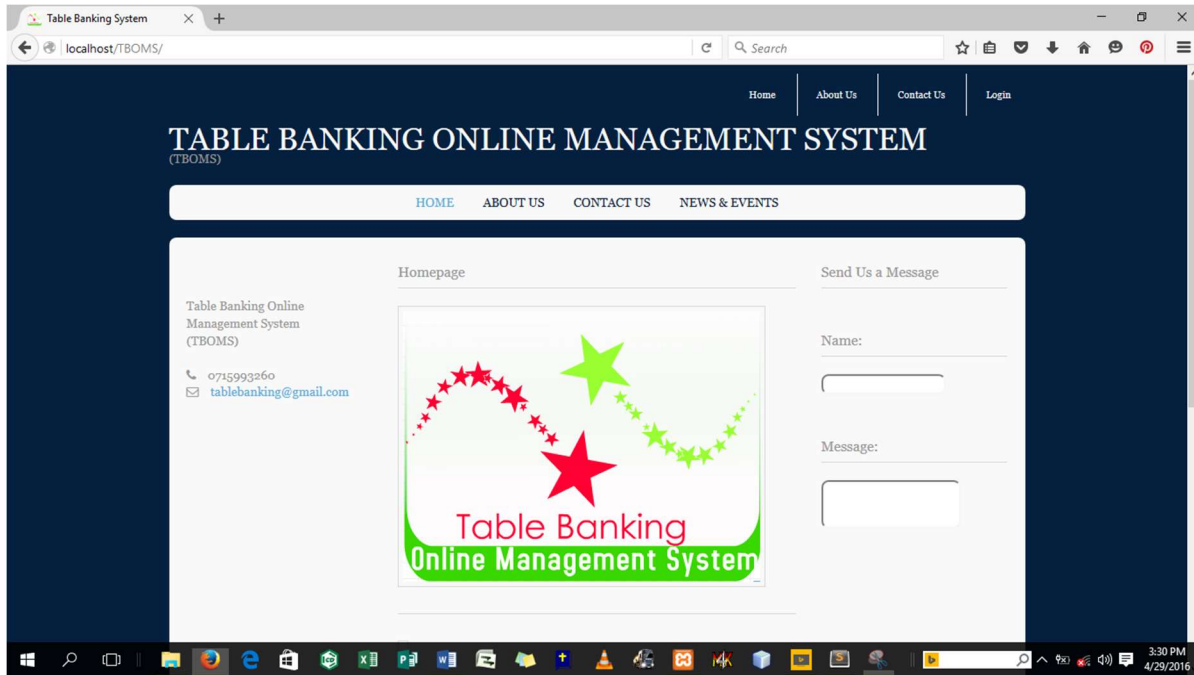 Table Banking System
localhost/TBOMS/
Search
Home
About Us
Contact Us
Login
TABLE BANKING ONLINE MANAGEMENT SYSTEM
(TBOMS)
HOME
ABOUT US
CONTACT US
NEWS & EVENTS
Table Banking Online
Management System
(TBOMS)
0715993260
tablebanking@gmail.com
Homepage
Table Banking
Online Management System
Send Us a Message
Name:
Message:
3:30 PM
4/29/2016